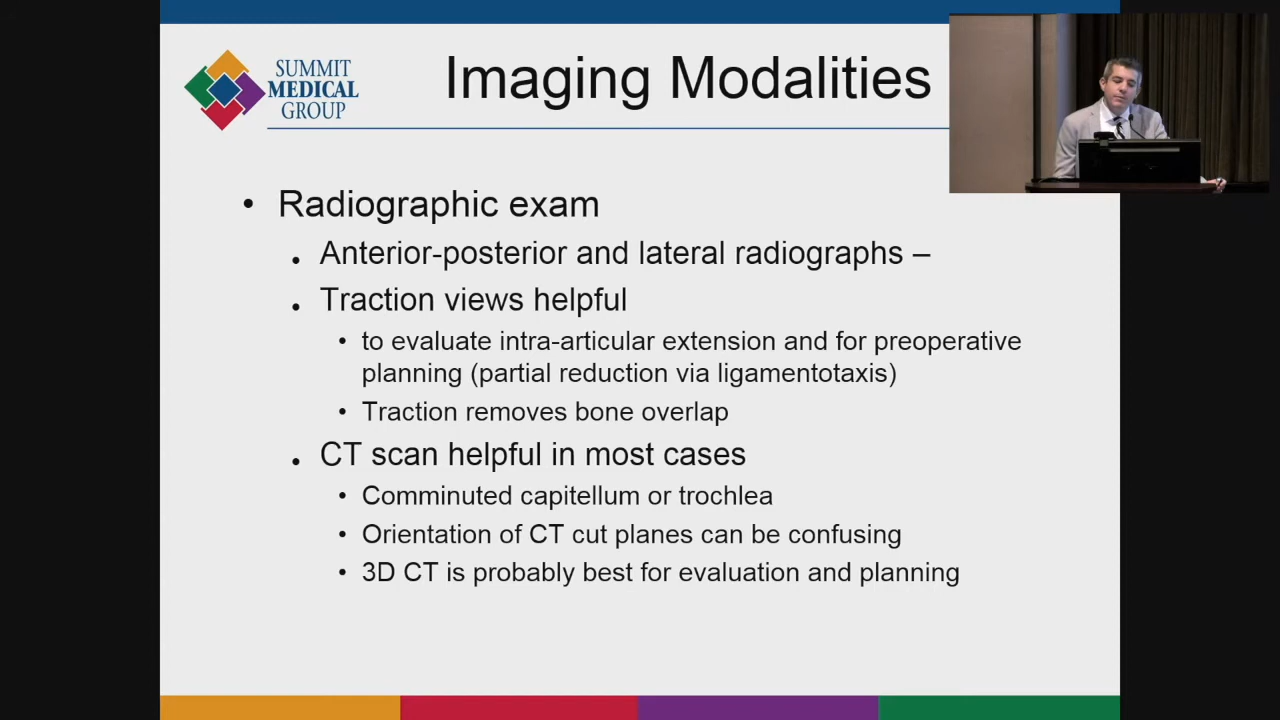 SUMMIT
MEDICAL
GROUP
Imaging Modalities
• Radiographic exam
• Anterior-posterior and lateral radiographs –
• Traction views helpful
• to evaluate intra-articular extension and for preoperative
planning (partial reduction via ligamentotaxis)
• Traction removes bone overlap
• CT scan helpful in most cases
• Comminuted capitellum or trochlea
• Orientation of CT cut planes can be confusing
• 3D CT is probably best for evaluation and planning